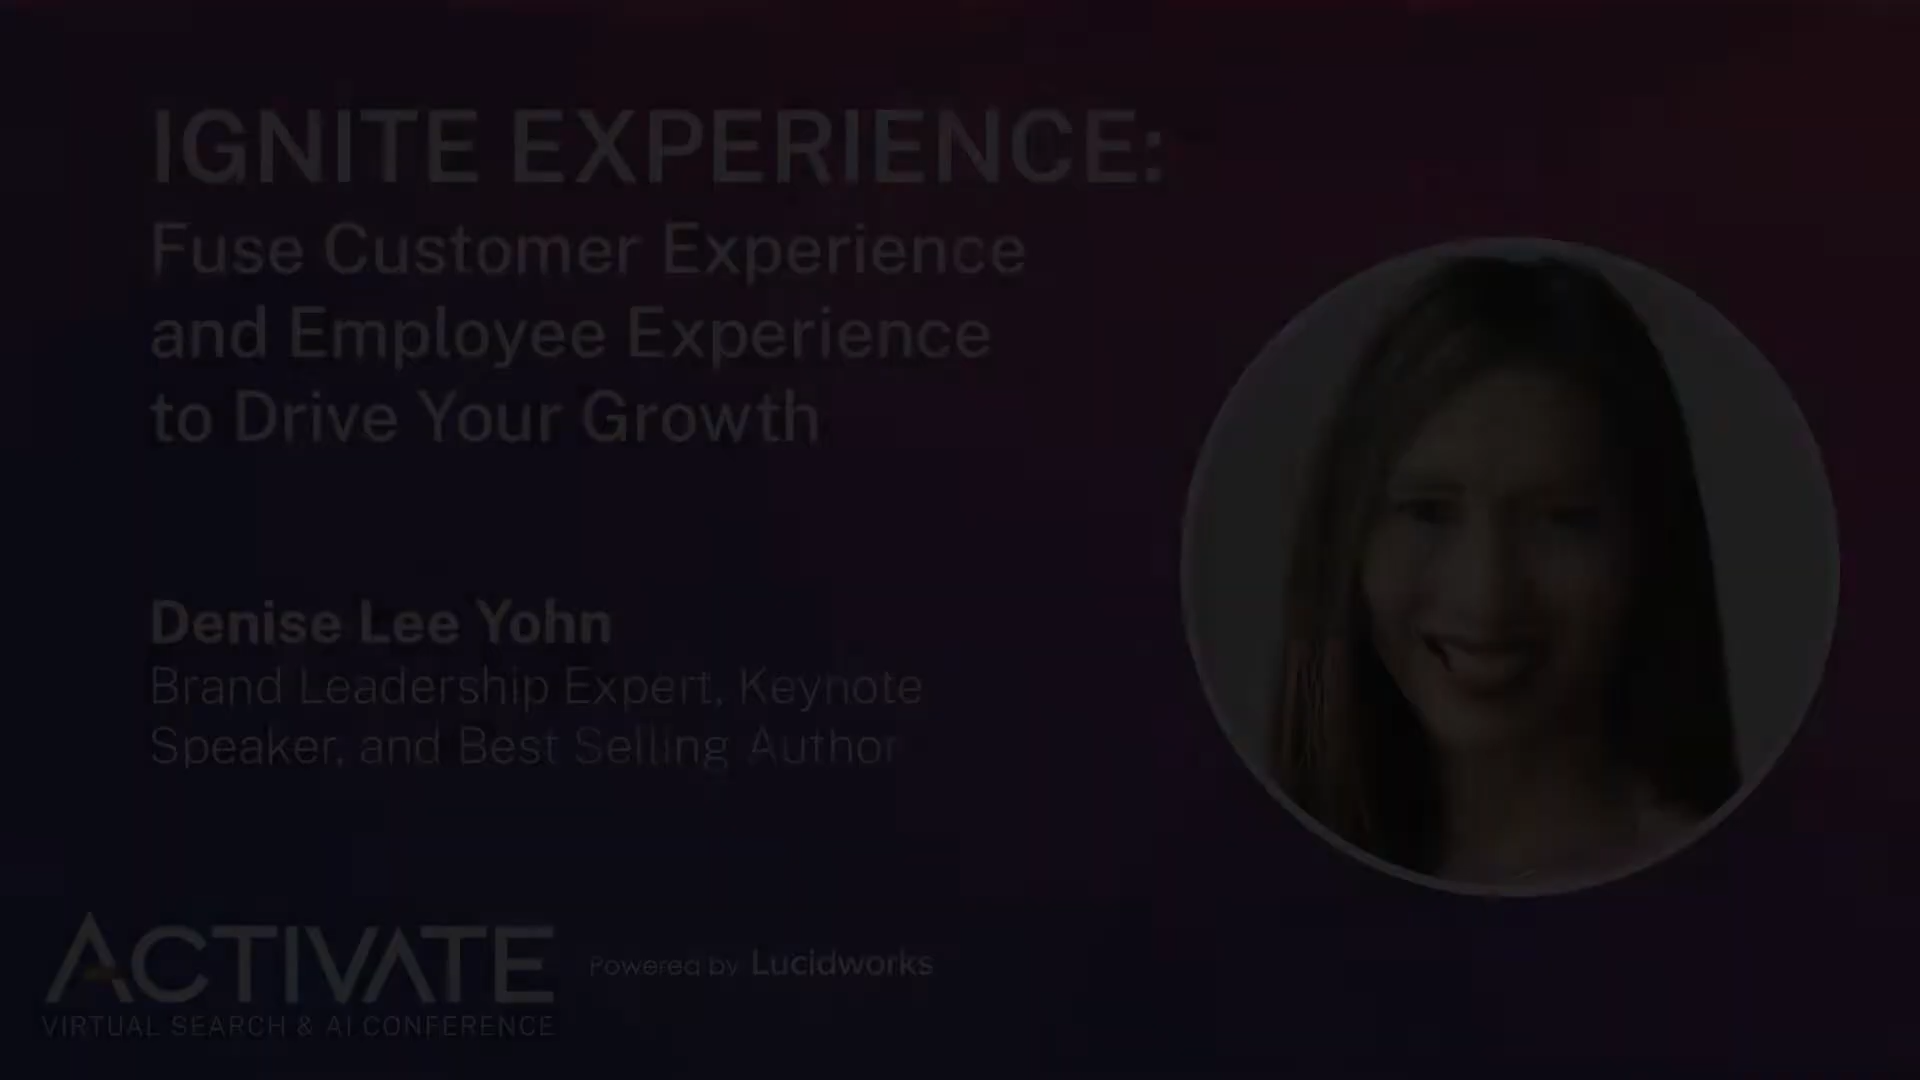 IGNITE EXPERIENCE:
Fuse Customer Experience
and Employee Experience
to Drive Your Growth
Denise Lee Yohn
Brand Leadership Expert, Keynote
Speaker, and Best Selling Author
ACTIVATE
VIRTUAL SEARCH & AI CONFERENCE
Powered by Lucidworks